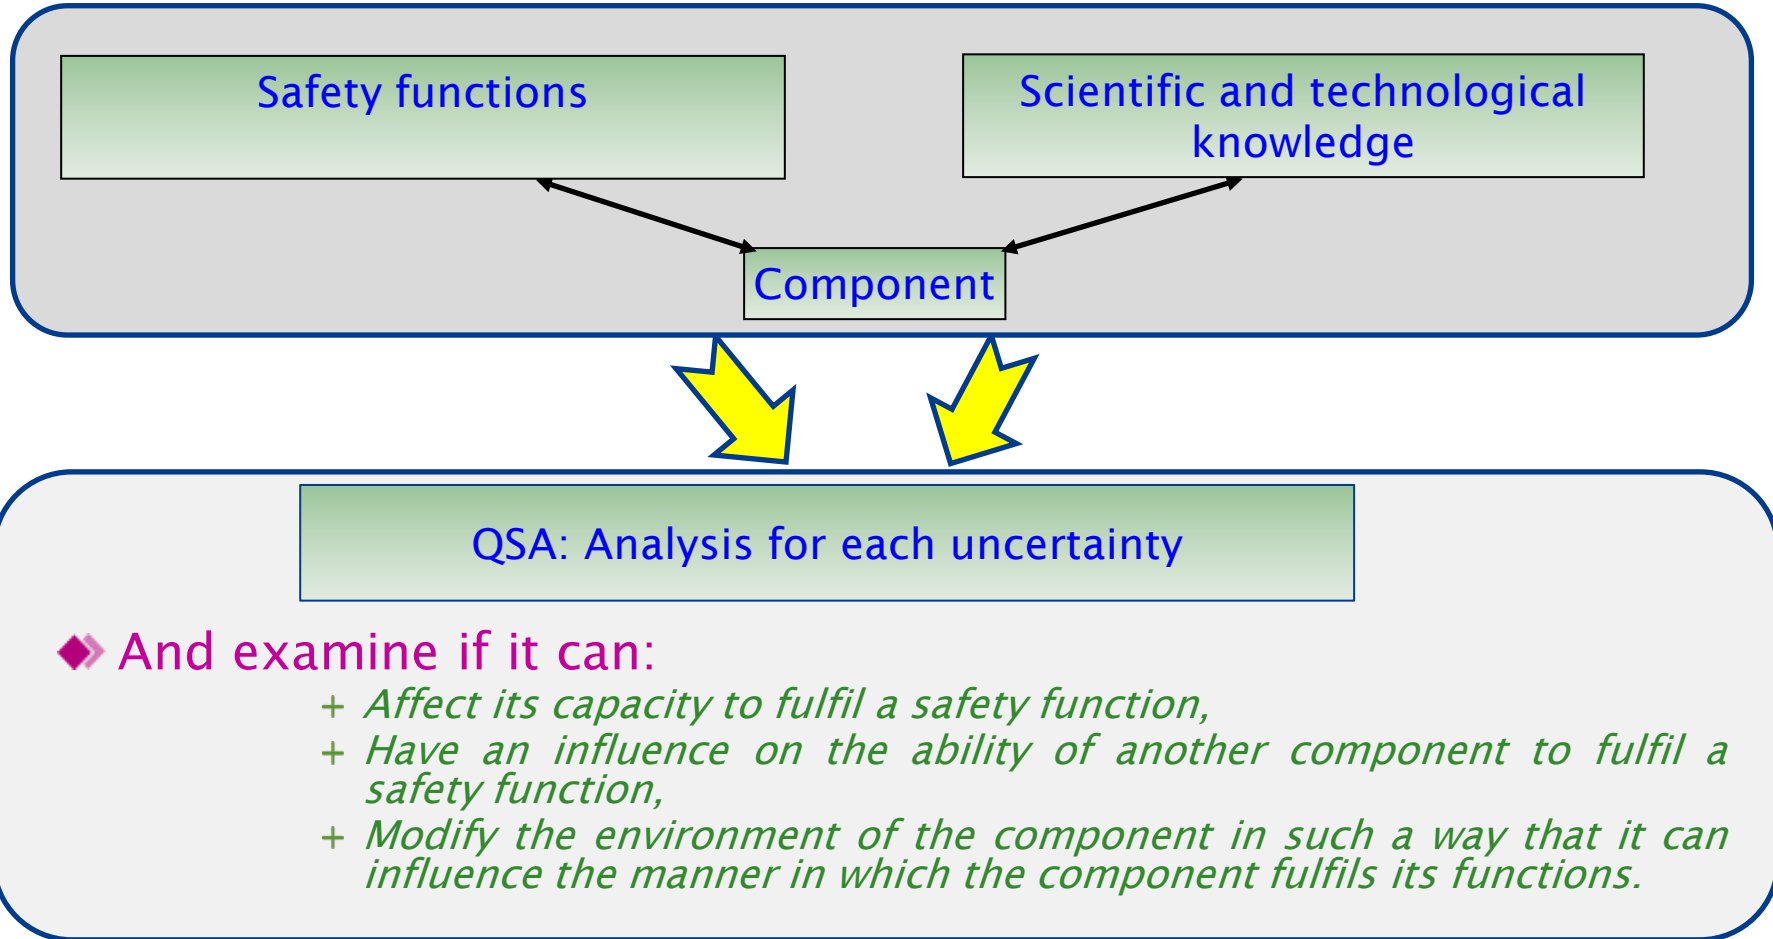 Safety functions
Scientific and technological
knowledge
Component
QSA: Analysis for each uncertainty
And examine if it can:
+ Affect its capacity to fulfil a safety function,
+ Have an influence on the ability of another component to fulfil a
safety function,
+ Modify the environment of the component in such a way that it can
influence the manner in which the component fulfils its functions.